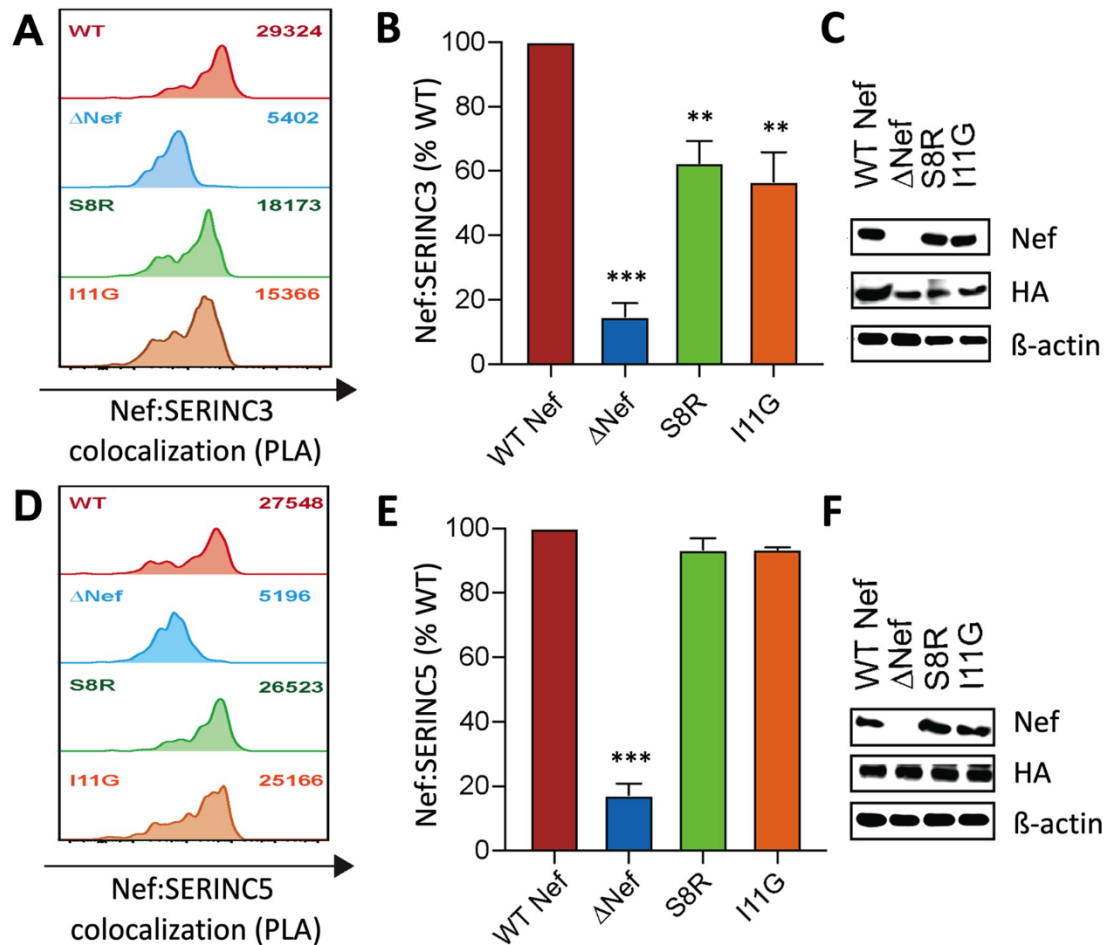 A
WT 29324
ΔNef 5402
S8R 18173
I11G 15366
Nef:SERINC3
colocalization (PLA)
B
Nef:SERINC3 (% WT)
100
80
60
40
20
0
***
**
**
WT Nef
ΔNef
S8R
I11G
C
WT Nef
ΔNef
S8R
I11G
Nef
HA
ß-actin
D
WT 27548
ΔNef 5196
S8R 26523
I11G 25166
Nef:SERINC5
colocalization (PLA)
E
Nef:SERINC5 (% WT)
100
80
60
40
20
0
***
WT Nef
ΔNef
S8R
I11G
F
WT Nef
ΔNef
S8R
I11G
Nef
HA
ß-actin